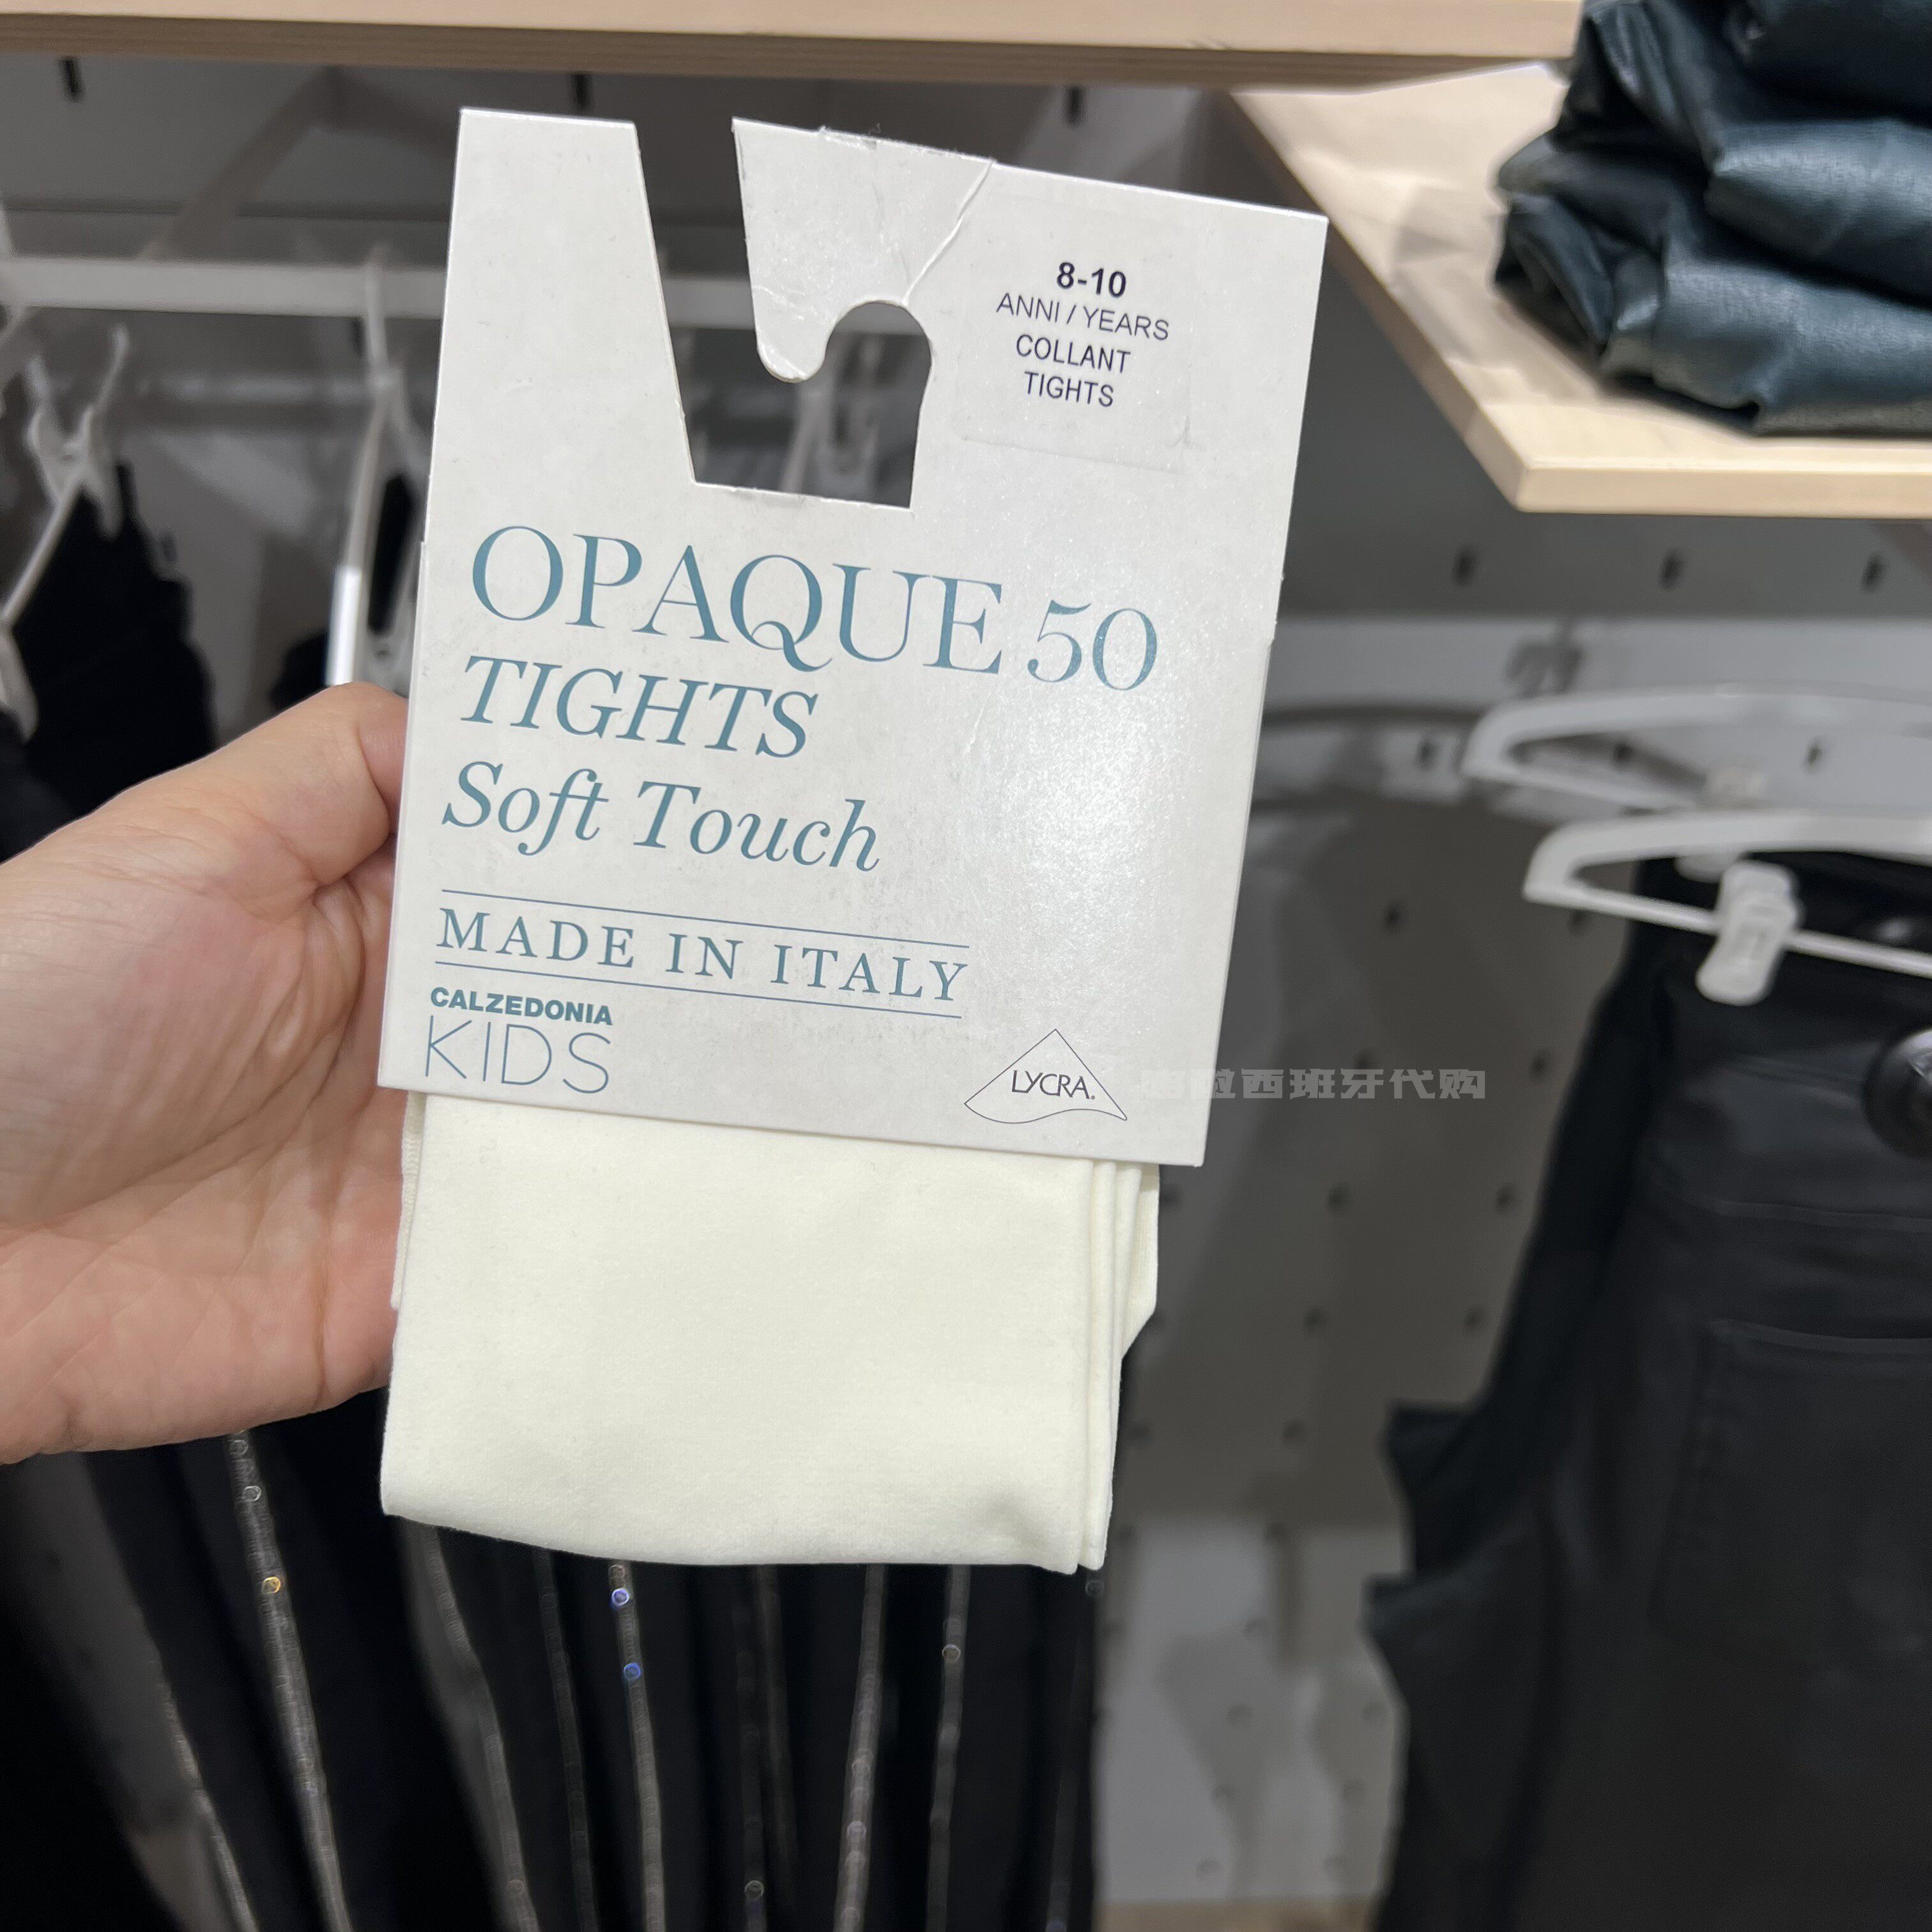 8-10
ANNI / YEARS
COLLANT
TIGHTS
OPAQUE 50
TIGHTS
Soft Touch
MADE IN ITALY
CALZEDONIA
KIDS
LYCRA.
西班牙代购